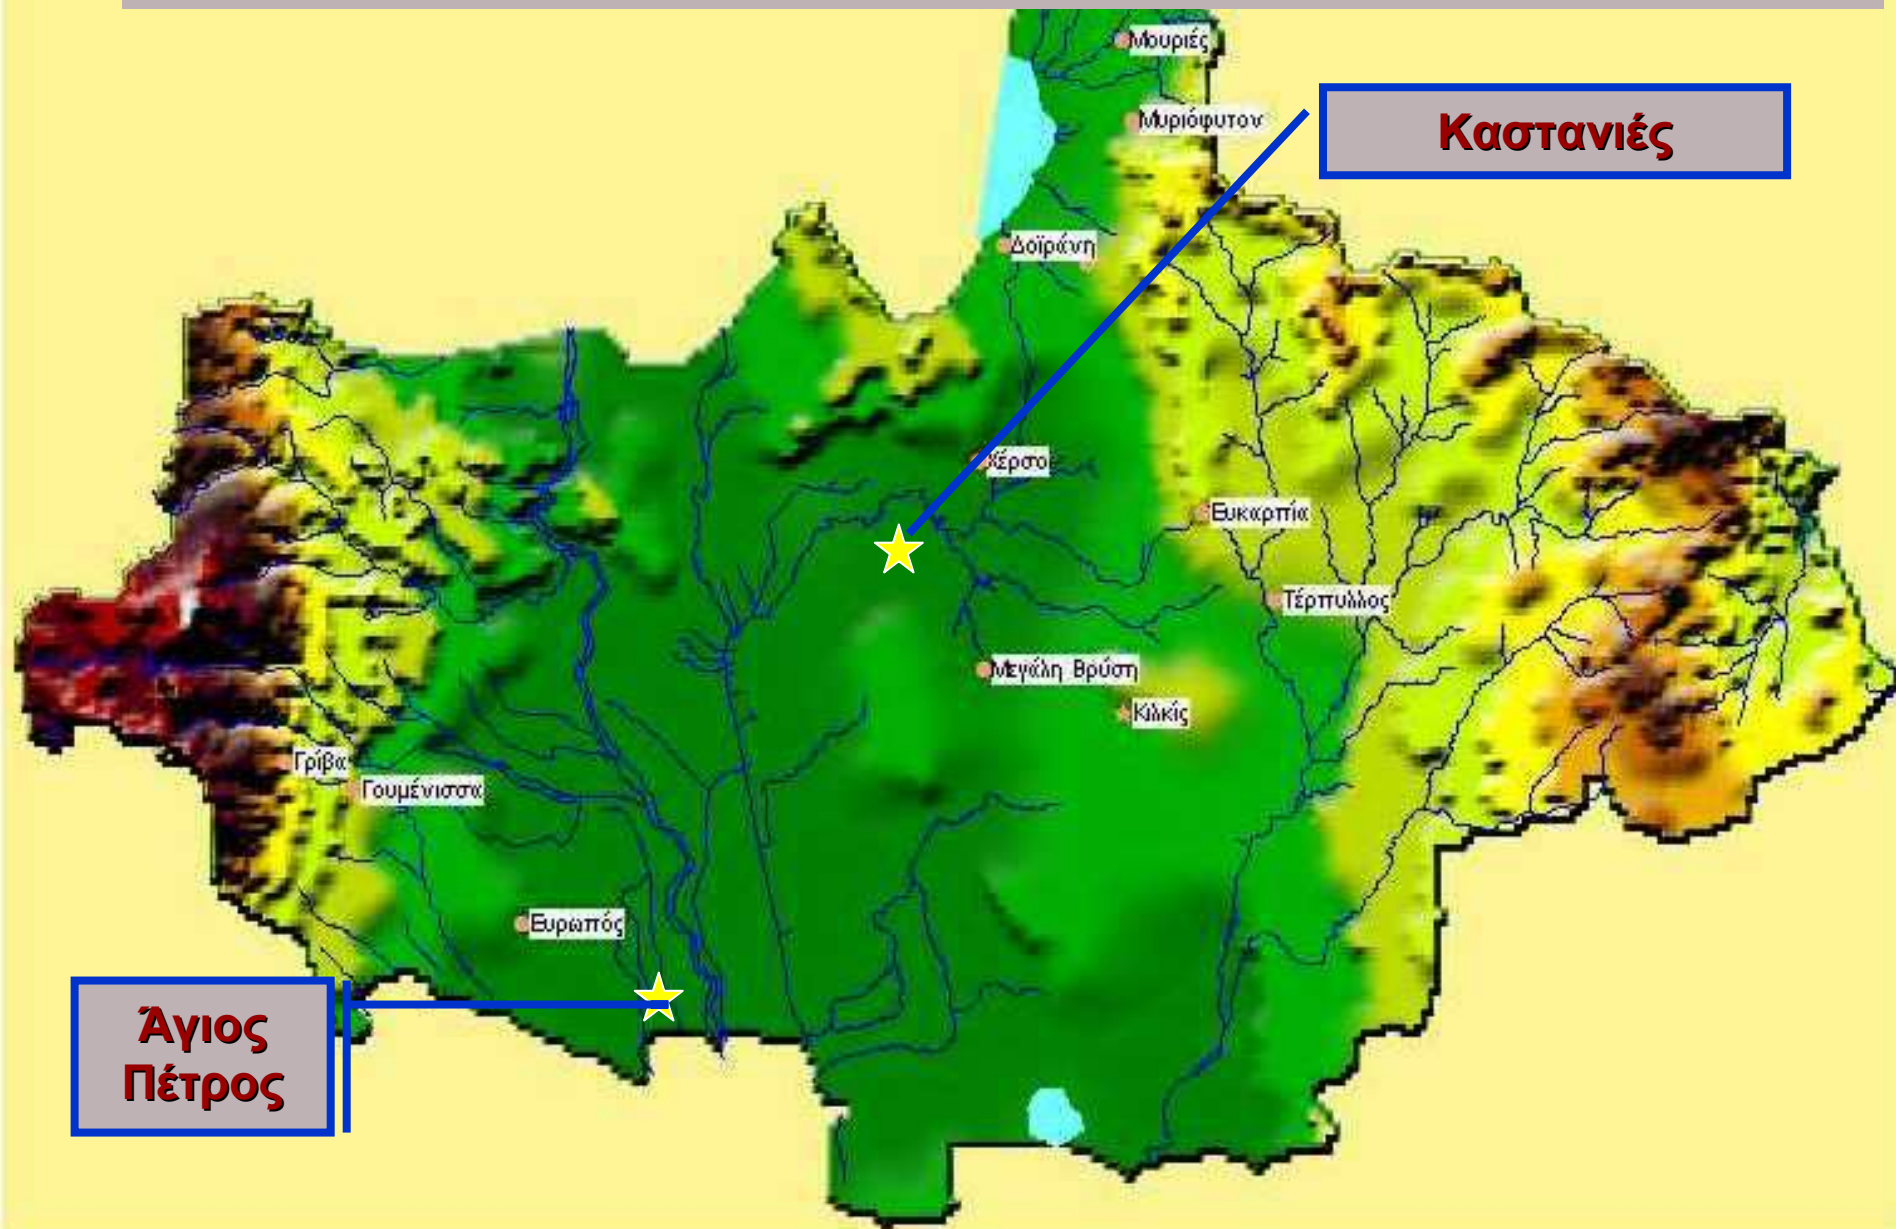 Μουριές
Καστανιές
Μυριόφυτον
Δοϊράνη
Χέρσο
Ευκαρπία
Τέρπυλλος
Μεγάλη Βρύση
Κιλκίς
Γρίβα
Γουμένισσα
Ευρωπός
Άγιος
Πέτρος